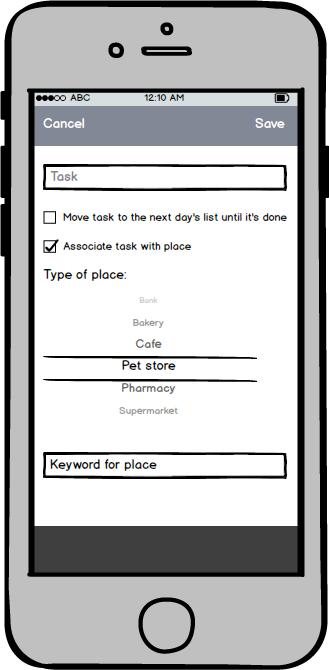 ABC 12:10 AM
Cancel Save
Task
Move task to the next day's list until it's done
Associate task with place
Type of place:
Bank
Bakery
Cafe
Pet store
Pharmacy
Supermarket
Keyword for place